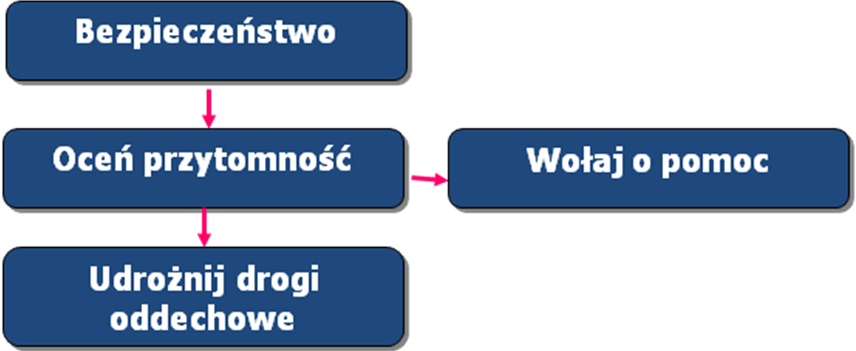 Bezpieczeństwo
Oceń przytomność
Wołaj o pomoc
Udrożnij drogi
oddechowe